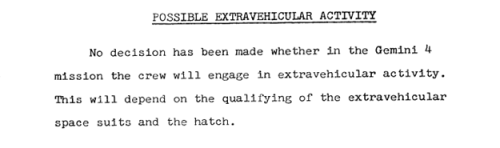 POSSIBLE EXTRAVEHICULAR ACTIVITY
No decision has been made whether in the Gemini 4
mission the crew will engage in extravehicular activity.
This will depend on the qualifying of the extravehicular
space suits and the hatch.